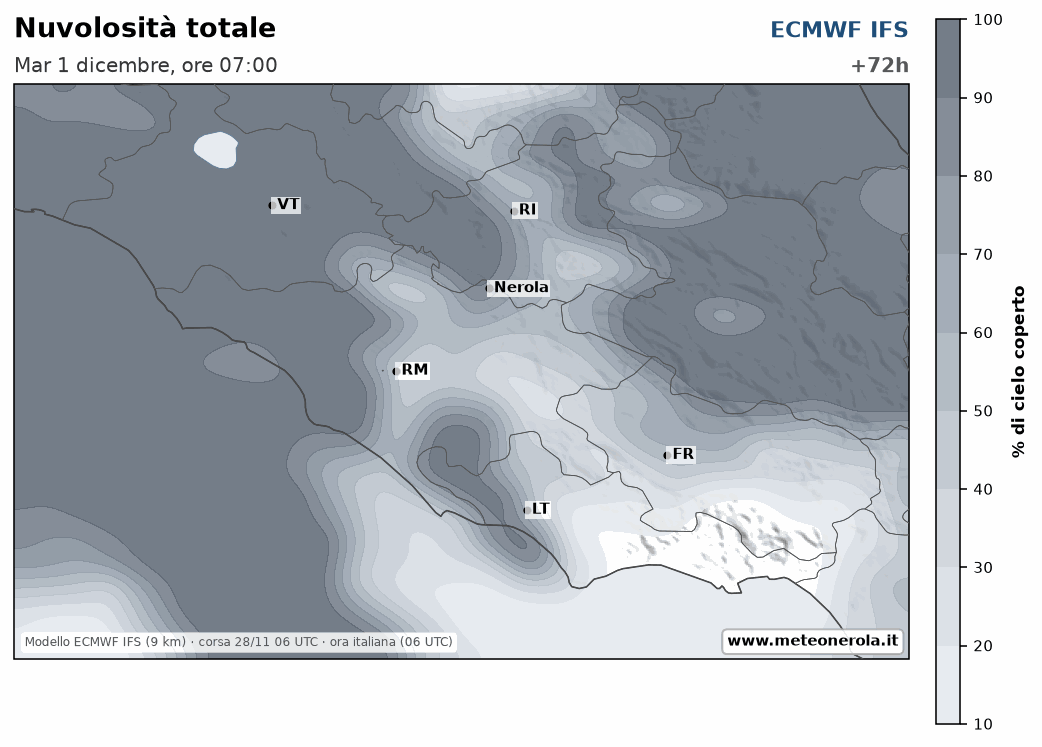 Nuvolosità totale
ECMWF IFS
Mar 1 dicembre, ore 07:00
+72h
VT
RI
Nerola
RM
FR
LT
Modello ECMWF IFS (9 km) · corsa 28/11 06 UTC · ora italiana (06 UTC)
www.meteonerola.it
100
90
80
70
60
50
40
30
20
10
% di cielo coperto